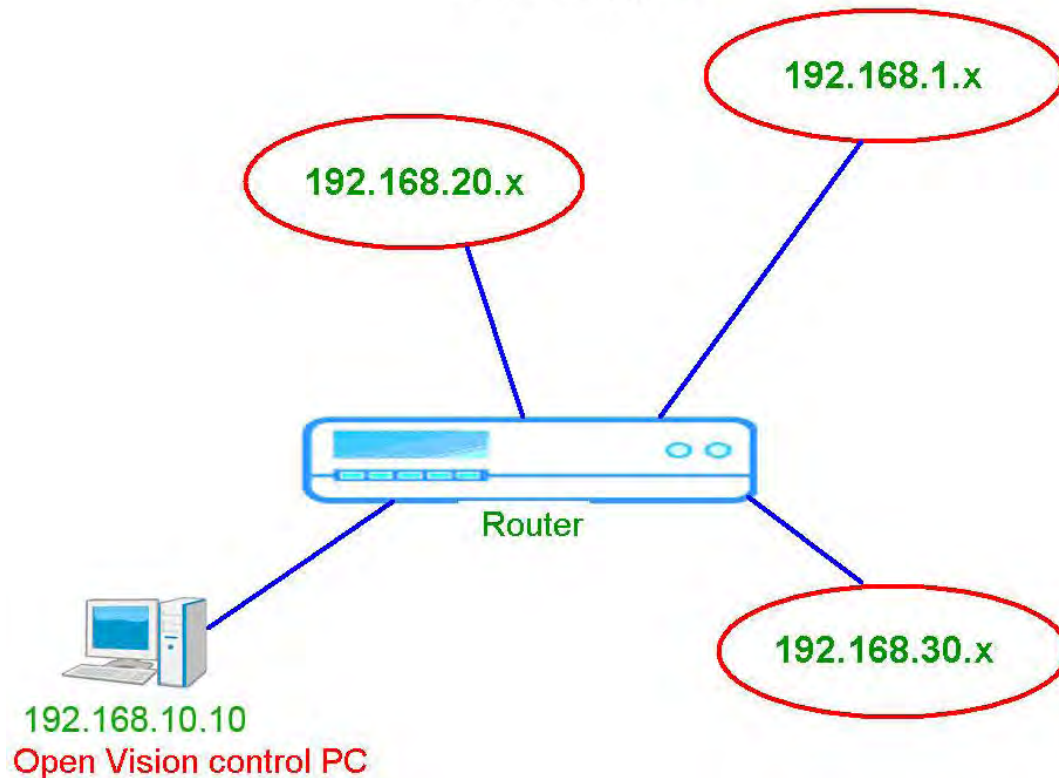 192.168.1.x
192.168.20.x
Router
192.168.30.x
192.168.10.10
Open Vision control PC